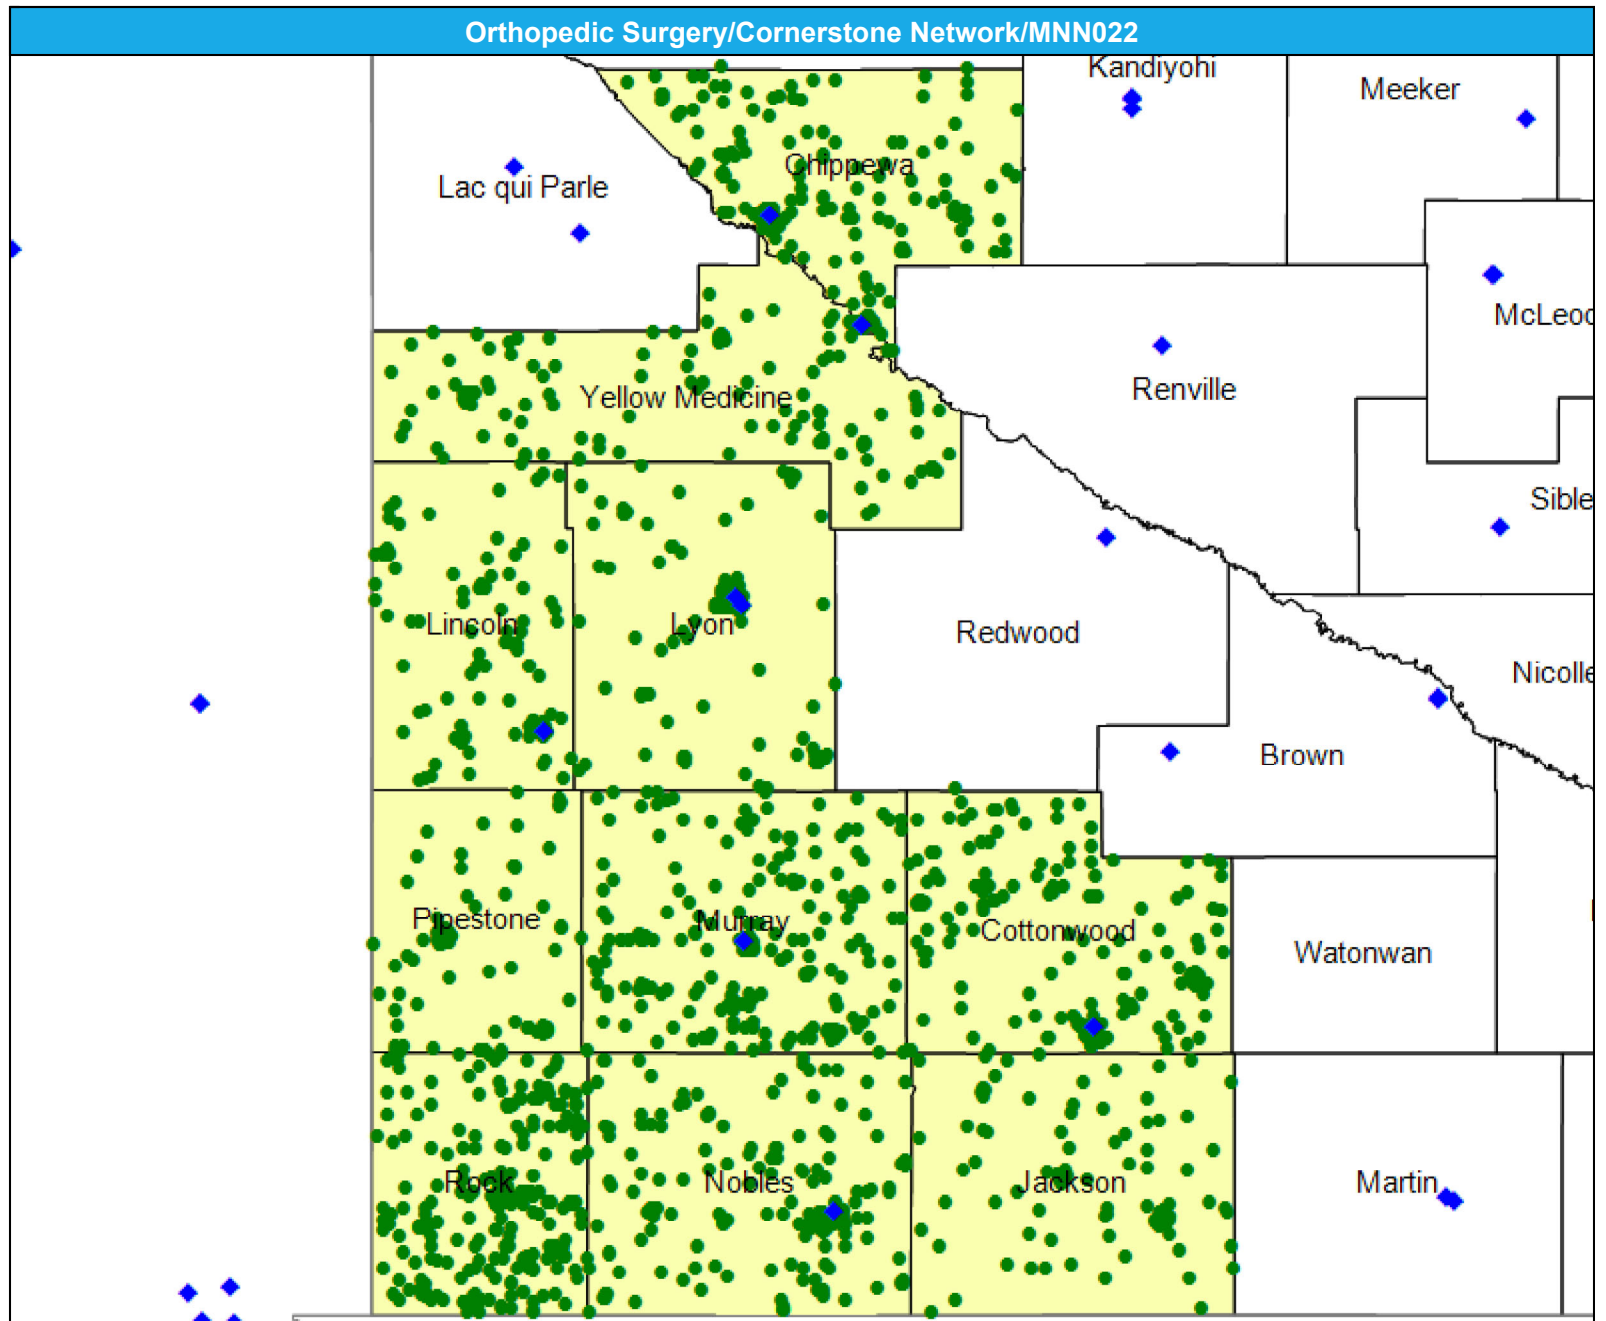 Orthopedic Surgery/Cornerstone Network/MNN022
Kandiyohi
Meeker
Chippewa
Lac qui Parle
McLeod
Renville
Yellow Medicine
Sible
Lincoln
Lyon
Redwood
Nicolle
Brown
Pipestone
Murray
Cottonwood
Watonwan
Rock
Nobles
Jackson
Martin